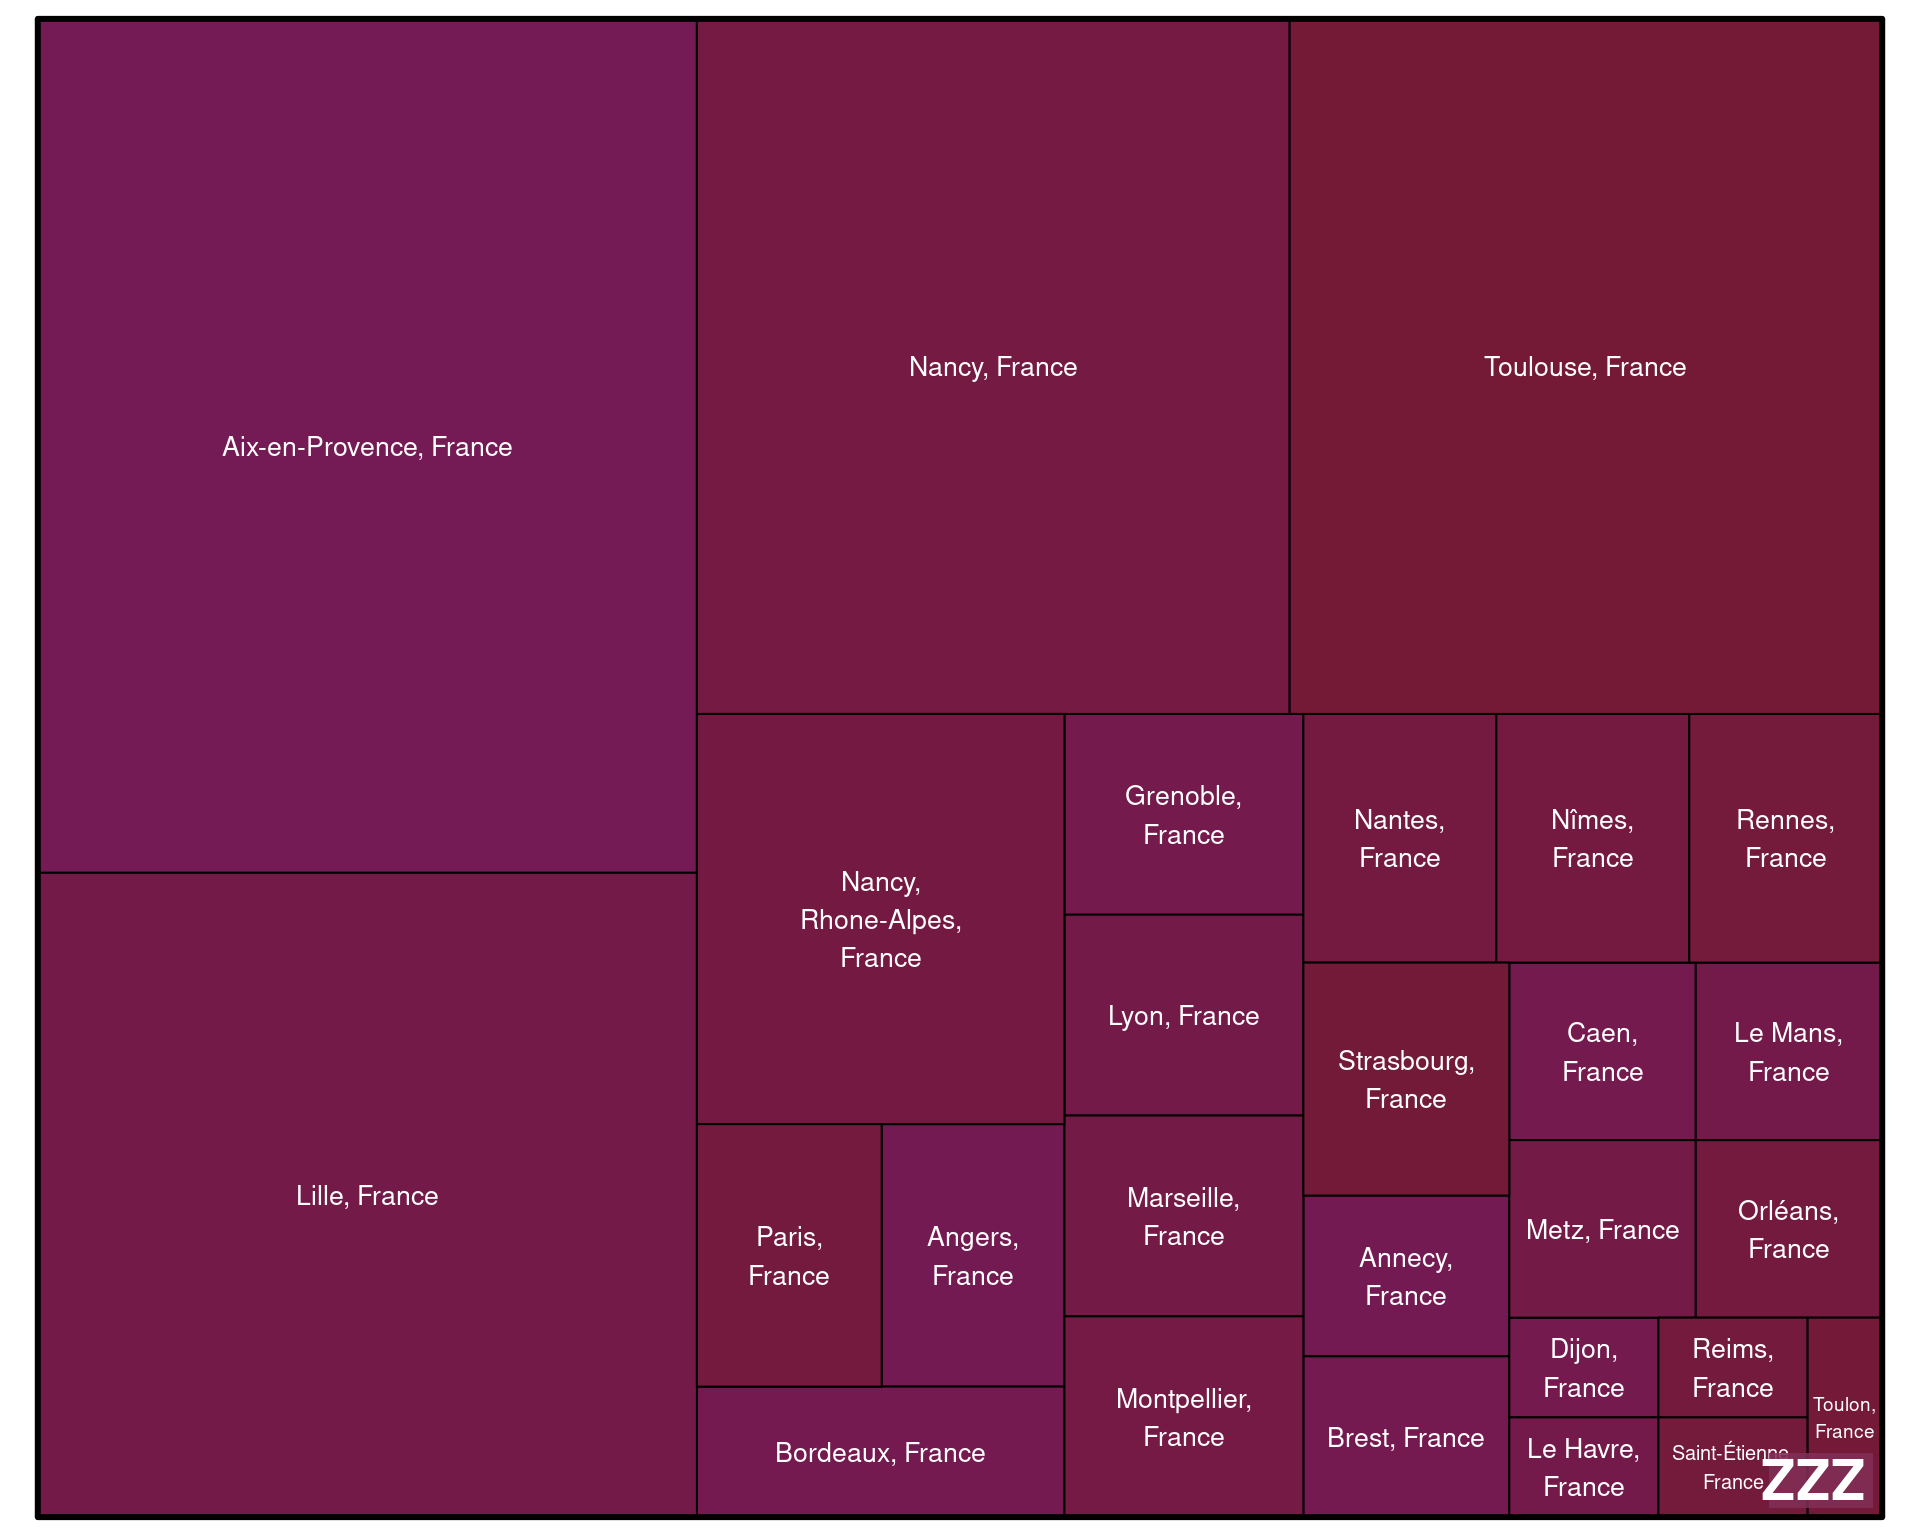 Aix-en-Provence, France
Nancy, France
Toulouse, France
Lille, France
Nancy,
Rhone-Alpes,
France
Grenoble,
France
Nantes,
France
Nîmes,
France
Rennes,
France
Lyon, France
Strasbourg,
France
Caen,
France
Le Mans,
France
Paris,
France
Angers,
France
Marseille,
France
Annecy,
France
Metz, France
Orléans,
France
Bordeaux, France
Montpellier,
France
Brest, France
Dijon,
France
Reims,
France
Toulon,
France
Le Havre,
France
Saint-Étienne,
France
ZZZ